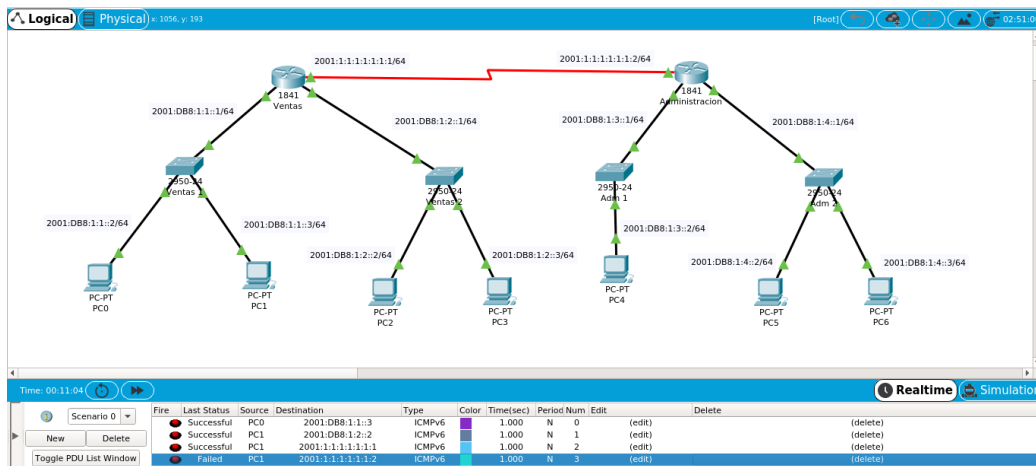 Logical Physical x: 1056, y: 193 [Root] 02:51:0
2001:1:1:1:1:1:1:1/64
2001:1:1:1:1:1:1:2/64
1841
Ventas
1841
Administracion
2001:DB8:1:1::1/64
2001:DB8:1:2::1/64
2001:DB8:1:3::1/64
2001:DB8:1:4::1/64
2950-24
Ventas 1
2950-24
Ventas 2
2950-24
Adm 1
2950-24
Adm 2
2001:DB8:1:1::2/64
2001:DB8:1:1::3/64
2001:DB8:1:2::2/64
2001:DB8:1:2::3/64
2001:DB8:1:3::2/64
2001:DB8:1:4::2/64
2001:DB8:1:4::3/64
PC-PT
PC0
PC-PT
PC1
PC-PT
PC2
PC-PT
PC3
PC-PT
PC4
PC-PT
PC5
PC-PT
PC6
Time: 00:11:04 Realtime Simulation
Scenario 0
New Delete
Toggle PDU List Window
Fire Last Status Source Destination Type Color Time(sec) Period Num Edit Delete
Successful PC0 2001:DB8:1:1::3 ICMPv6 1.000 N 0 (edit) (delete)
Successful PC1 2001:DB8:1:2::2 ICMPv6 1.000 N 1 (edit) (delete)
Successful PC1 2001:1:1:1:1:1:1:1 ICMPv6 1.000 N 2 (edit) (delete)
Failed PC1 2001:1:1:1:1:1:1:2 ICMPv6 1.000 N 3 (edit) (delete)